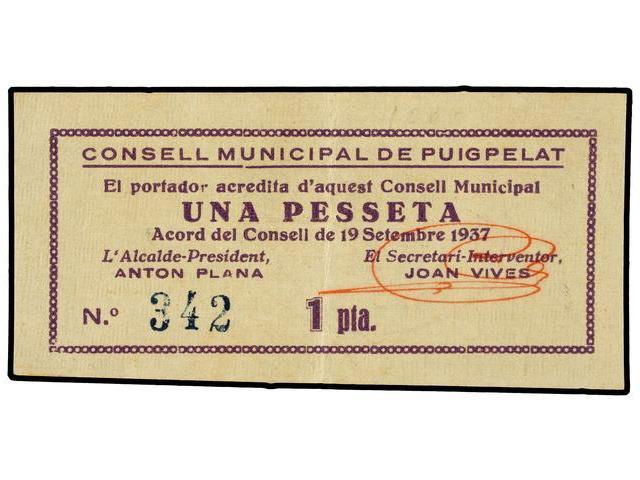 CONSELL MUNICIPAL DE PUIGPELAT
El portador acredita d'aquest Consell Municipal
UNA PESSETA
Acord del Consell de 19 Setembre 1937
L'Alcalde-President, El Secretari-Interventor,
ANTON PLANA JOAN VIVES
N.º 342 1 pta.